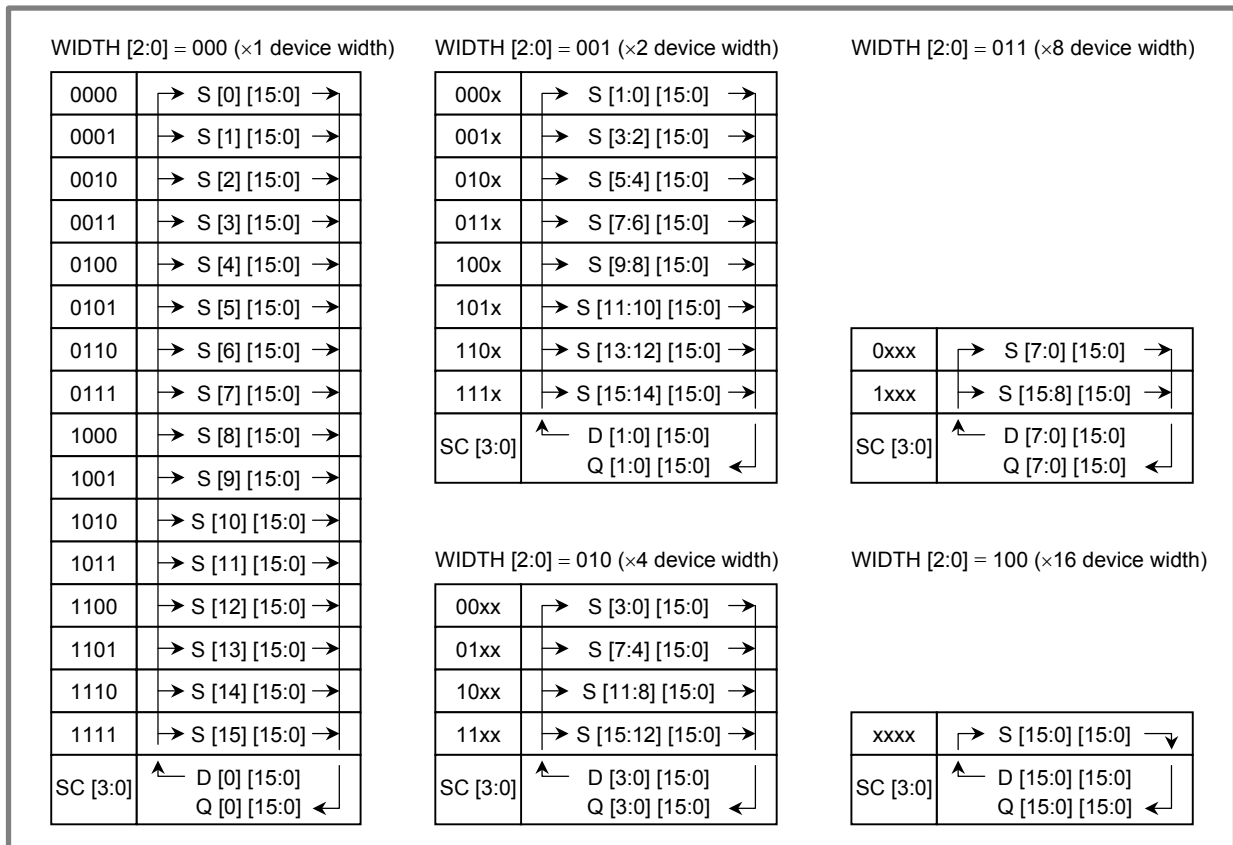 WIDTH [2:0] = 000 (×1 device width)
0000 S [0] [15:0]
0001 S [1] [15:0]
0010 S [2] [15:0]
0011 S [3] [15:0]
0100 S [4] [15:0]
0101 S [5] [15:0]
0110 S [6] [15:0]
0111 S [7] [15:0]
1000 S [8] [15:0]
1001 S [9] [15:0]
1010 S [10] [15:0]
1011 S [11] [15:0]
1100 S [12] [15:0]
1101 S [13] [15:0]
1110 S [14] [15:0]
1111 S [15] [15:0]
SC [3:0] D [0] [15:0]
Q [0] [15:0]
WIDTH [2:0] = 001 (×2 device width)
000x S [1:0] [15:0]
001x S [3:2] [15:0]
010x S [5:4] [15:0]
011x S [7:6] [15:0]
100x S [9:8] [15:0]
101x S [11:10] [15:0]
110x S [13:12] [15:0]
111x S [15:14] [15:0]
SC [3:0] D [1:0] [15:0]
Q [1:0] [15:0]
WIDTH [2:0] = 010 (×4 device width)
00xx S [3:0] [15:0]
01xx S [7:4] [15:0]
10xx S [11:8] [15:0]
11xx S [15:12] [15:0]
SC [3:0] D [3:0] [15:0]
Q [3:0] [15:0]
WIDTH [2:0] = 011 (×8 device width)
0xxx S [7:0] [15:0]
1xxx S [15:8] [15:0]
SC [3:0] D [7:0] [15:0]
Q [7:0] [15:0]
WIDTH [2:0] = 100 (×16 device width)
xxxx S [15:0] [15:0]
SC [3:0] D [15:0] [15:0]
Q [15:0] [15:0]